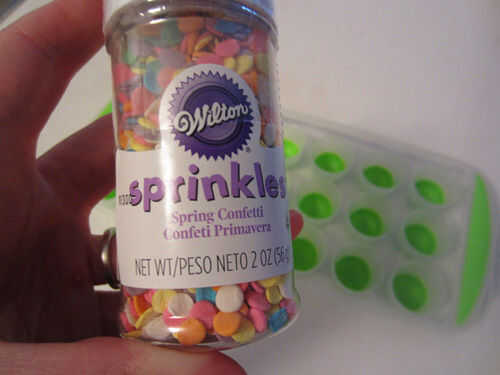 Wilton
sprinkles
Spring Confetti
Confeti Primavera
NET WT/PESO NETO 2 OZ (56 g